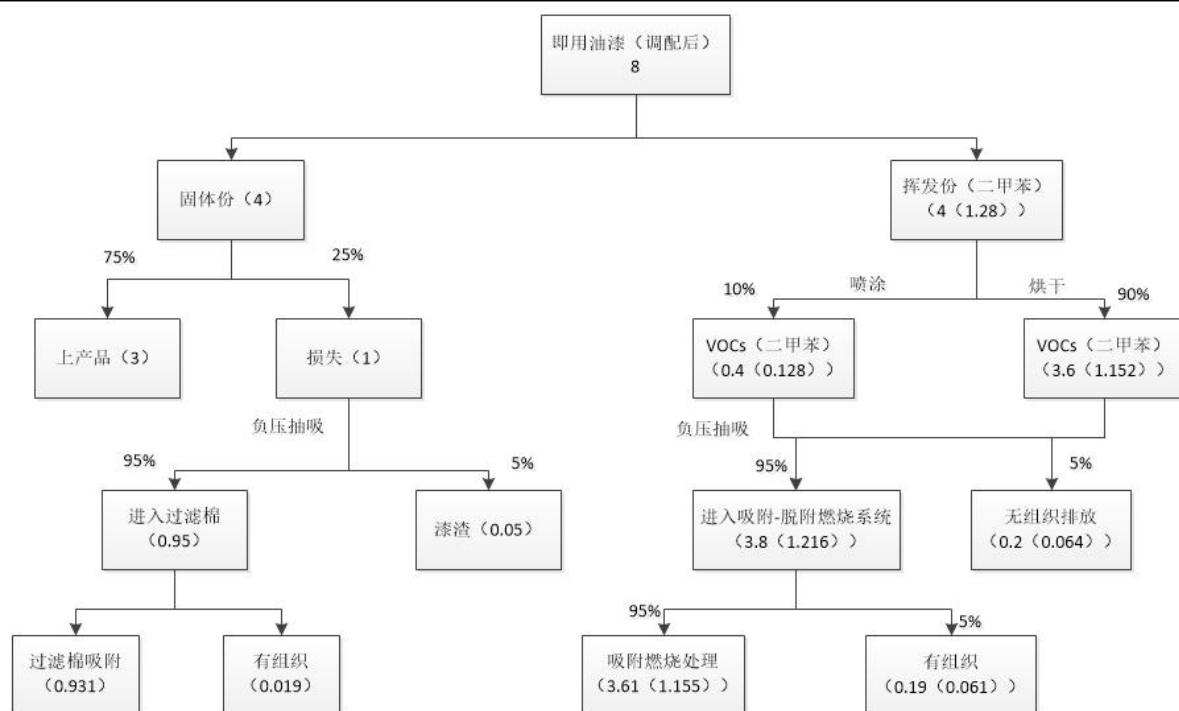 即用油漆（调配后）
8
固体份（4）
挥发份（二甲苯）
（4（1.28））
75%
25%
10%
喷涂
烘干
90%
上产品（3）
损失（1）
VOCs（二甲苯）
（0.4（0.128））
VOCs（二甲苯）
（3.6（1.152））
负压抽吸
负压抽吸
95%
5%
95%
5%
进入过滤棉
（0.95）
漆渣（0.05）
进入吸附-脱附燃烧系统
（3.8（1.216））
无组织排放
（0.2（0.064））
95%
5%
过滤棉吸附
（0.931）
有组织
（0.019）
吸附燃烧处理
（3.61（1.155））
有组织
（0.19（0.061））